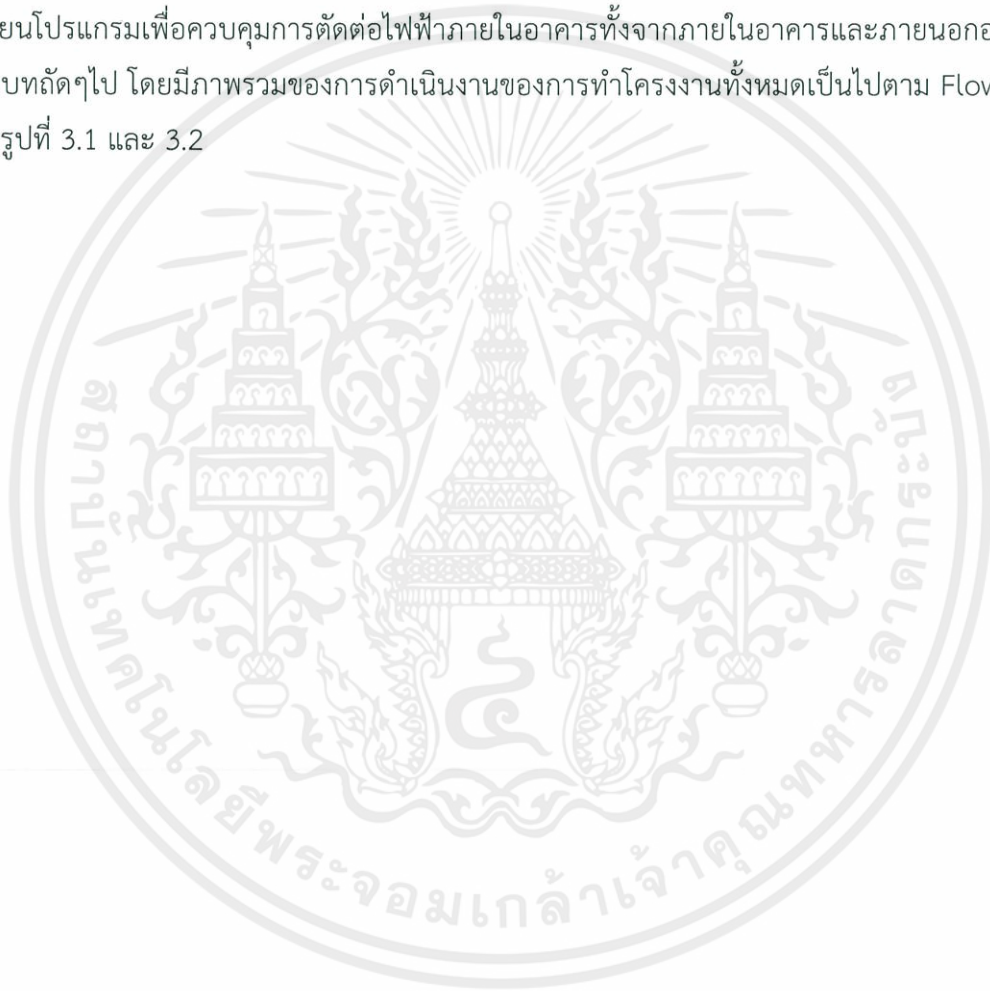 ยนโปรแกรมเพื่อควบคุมการตัดต่อไฟฟ้าภายในอาคารทั้งจากภายในอาคารและภายนอกอ
บทถัดๆไป โดยมีภาพรวมของการดำเนินงานของการทำโครงงานทั้งหมดเป็นไปตาม Flow
รูปที่ 3.1 และ 3.2
สถาบันเทคโนโลยีพระจอมเกล้าเจ้าคุณทหารลาดกระบัง
๔